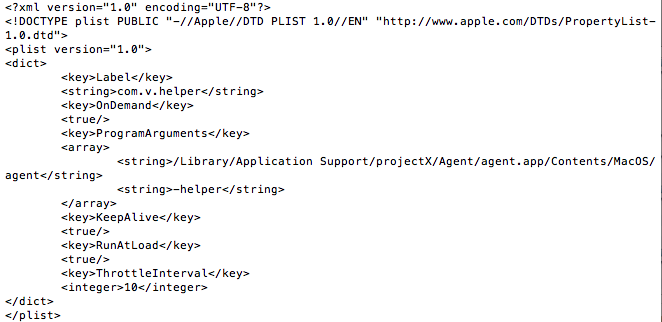 <?xml version="1.0" encoding="UTF-8"?>
<!DOCTYPE plist PUBLIC "-//Apple//DTD PLIST 1.0//EN" "http://www.apple.com/DTDs/PropertyList-
1.0.dtd">
<plist version="1.0">
<dict>
	<key>Label</key>
	<string>com.v.helper</string>
	<key>OnDemand</key>
	<true/>
	<key>ProgramArguments</key>
	<array>
		<string>/Library/Application Support/projectX/Agent/agent.app/Contents/MacOS/
agent</string>
		<string>-helper</string>
	</array>
	<key>KeepAlive</key>
	<true/>
	<key>RunAtLoad</key>
	<true/>
	<key>ThrottleInterval</key>
	<integer>10</integer>
</dict>
</plist>